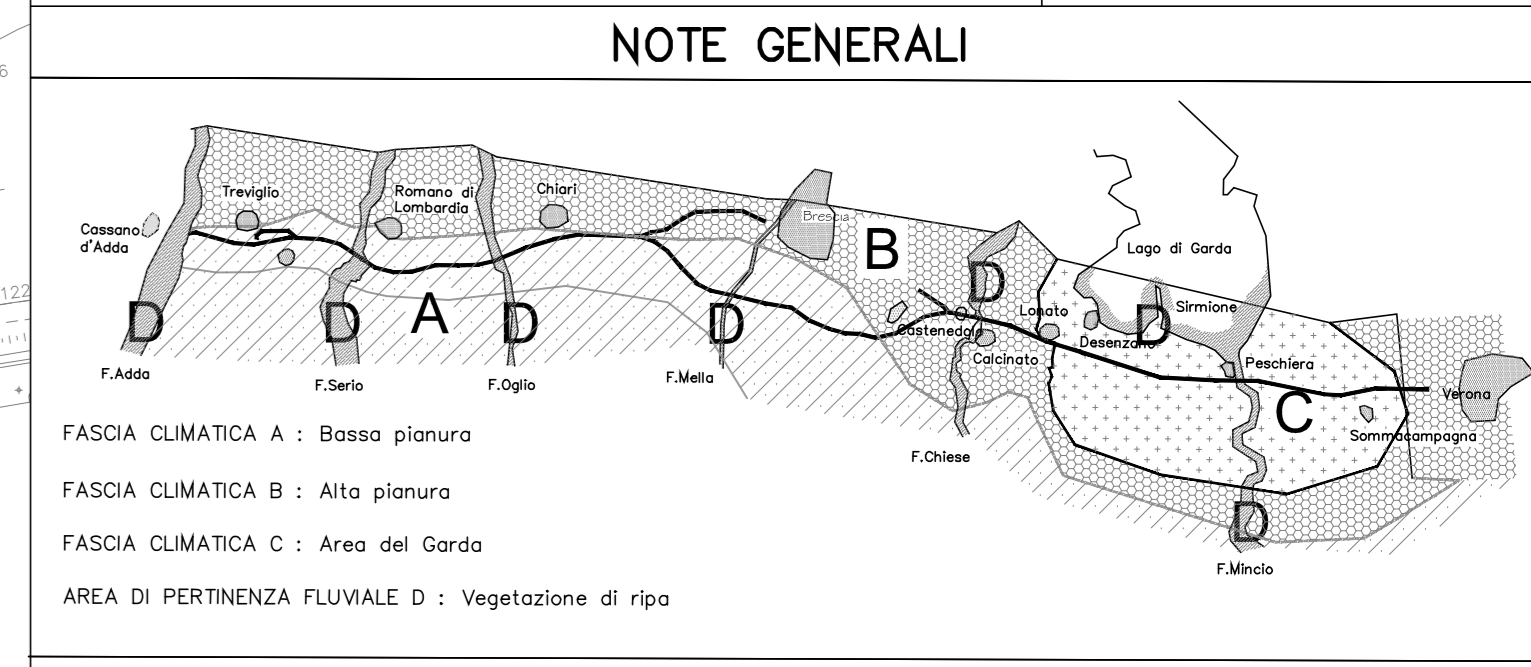 NOTE GENERALI
6
122
Treviglio
Romano di
Lombardia
Chiari
Cassano
d'Adda
Brescia
B
Lago di Garda
D
A
D
D
D
D
D
Sirmione
Lonato
Castenedolo
Desenzano
Calcinato
Peschiera
C
Verona
Sommacampagna
F.Adda
F.Serio
F.Oglio
F.Mella
F.Chiese
D
F.Mincio
FASCIA CLIMATICA A : Bassa pianura
FASCIA CLIMATICA B : Alta pianura
FASCIA CLIMATICA C : Area del Garda
AREA DI PERTINENZA FLUVIALE D : Vegetazione di ripa